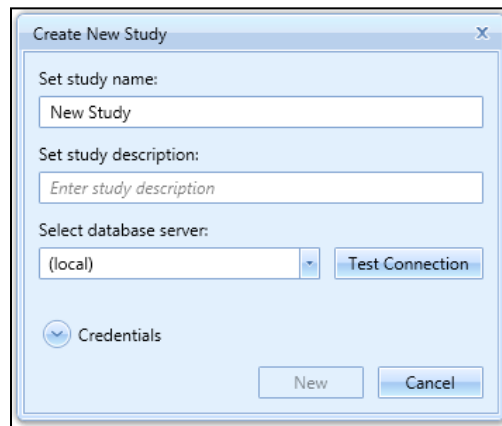 Create New Study
Set study name:
New Study
Set study description:
Enter study description
Select database server:
(local)
Test Connection
Credentials
New
Cancel